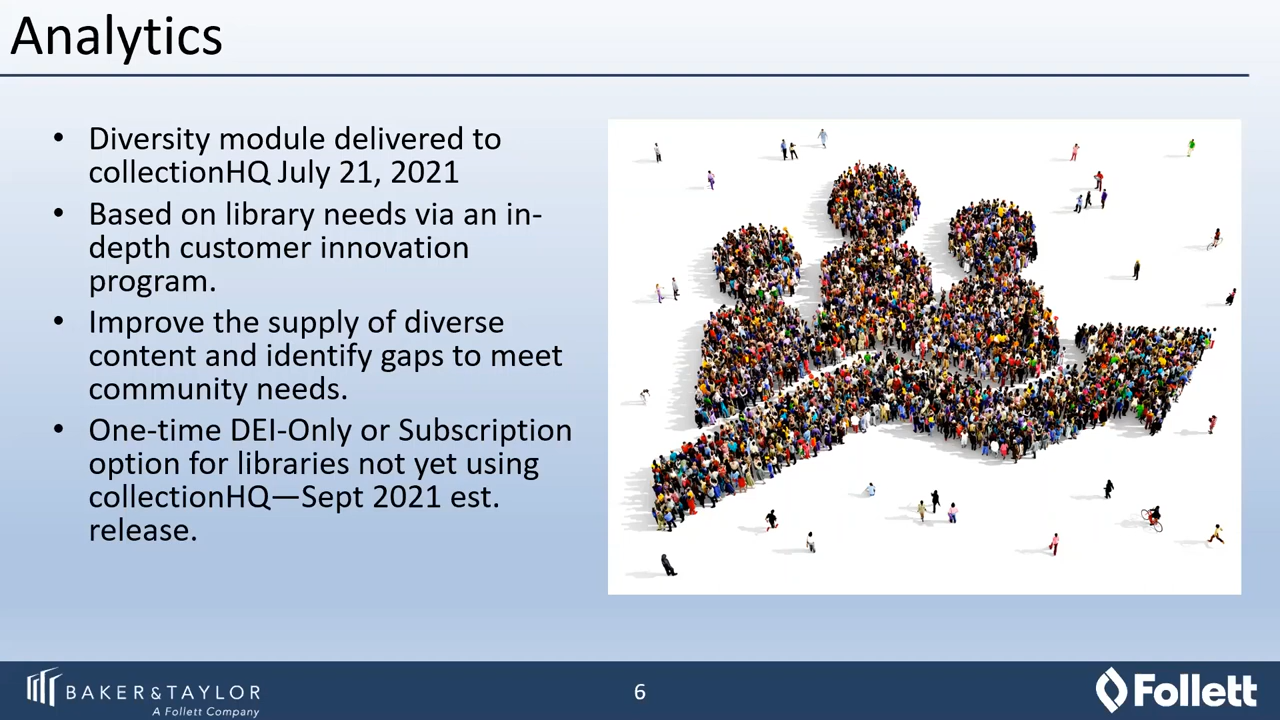 Analytics
• Diversity module delivered to
collectionHQ July 21, 2021
• Based on library needs via an in-
depth customer innovation
program.
• Improve the supply of diverse
content and identify gaps to meet
community needs.
• One-time DEI-Only or Subscription
option for libraries not yet using
collectionHQ—Sept 2021 est.
release.
BAKER & TAYLOR
A Follett Company
6
Follett